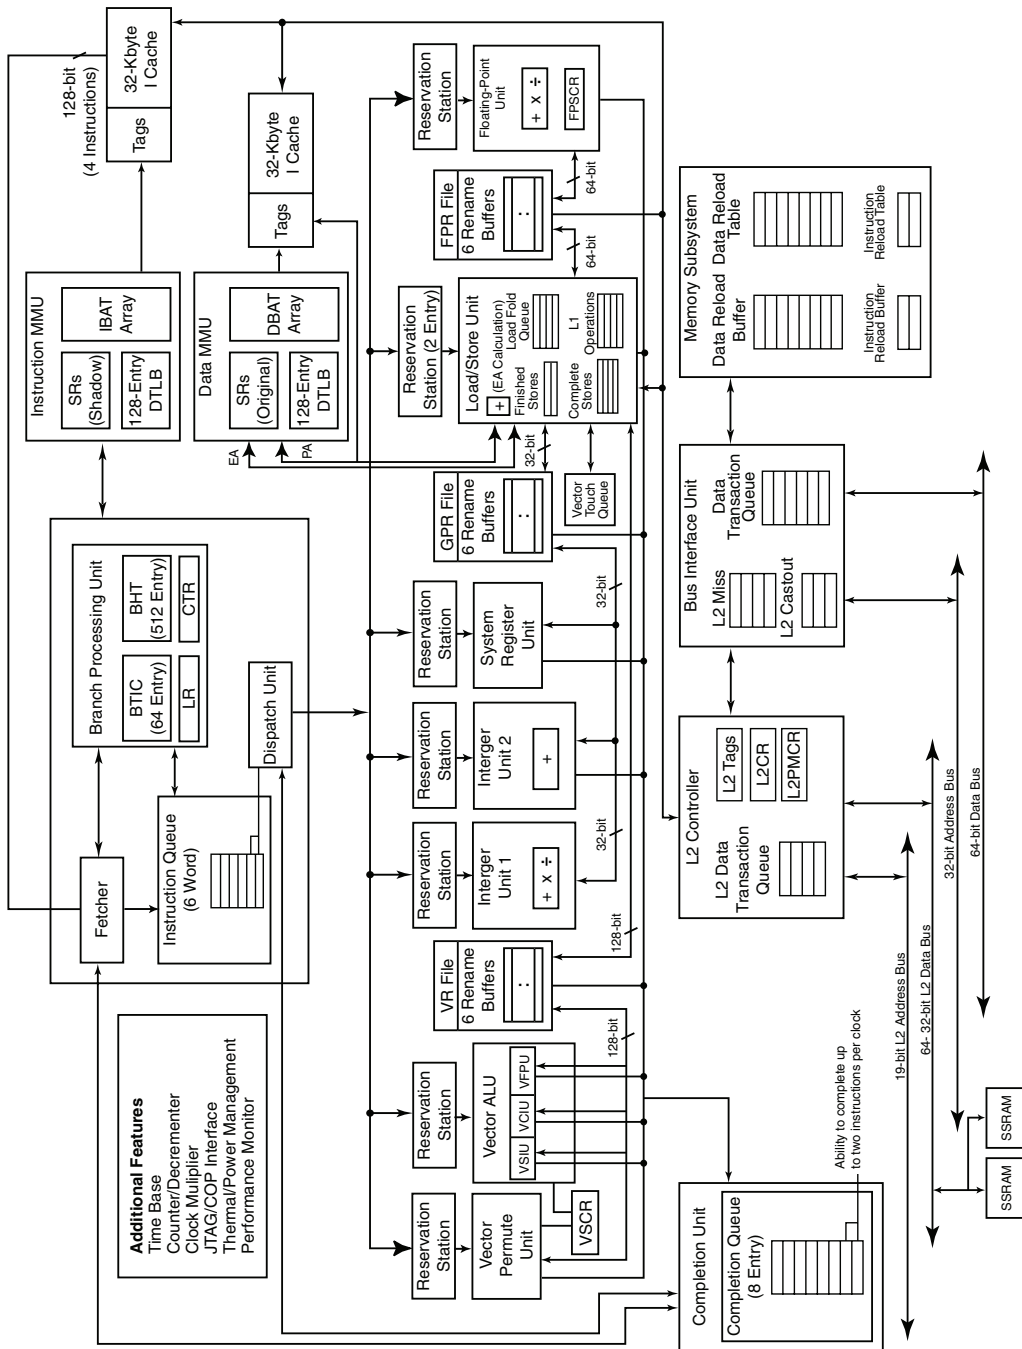 Additional Features
Time Base
Counter/Decrementer
Clock Muliplier
JTAG/COP Interface
Thermal/Power Management
Performance Monitor
Fetcher
Branch Processing Unit
BTIC
(64 Entry)
BHT
(512 Entry)
LR
CTR
Instruction Queue
(6 Word)
Dispatch Unit
Instruction MMU
SRs
(Shadow)
128-Entry
DTLB
IBAT
Array
Data MMU
SRs
(Original)
128-Entry
DTLB
DBAT
Array
128-bit
(4 Instructions)
Tags
32-Kbyte
I Cache
Tags
32-Kbyte
I Cache
EA
PA
Reservation
Station
Vector
Permute
Unit
VSCR
Reservation
Station
Vector ALU
VSIU
VCIU
VFPU
128-bit
VR File
6 Rename
Buffers
:
128-bit
Reservation
Station
Interger
Unit 1
+ x ÷
32-bit
Reservation
Station
Interger
Unit 2
+
Reservation
Station
System
Register
Unit
32-bit
GPR File
6 Rename
Buffers
:
32-bit
Vector
Touch
Queue
Reservation
Station (2 Entry)
Load/Store Unit
+
(EA Calculation)
Load Fold
Queue
Finished
Stores
L1
Operations
Complete
Stores
64-bit
FPR File
6 Rename
Buffers
:
64-bit
Reservation
Station
Floating-Point
Unit
+ x ÷
FPSCR
Completion Unit
Completion Queue
(8 Entry)
Ability to complete up
to two instructions per clock
L2 Controller
L2 Data
Transaction
Queue
L2 Tags
L2CR
L2PMCR
Bus Interface Unit
L2 Miss
L2 Castout
Data
Transaction
Queue
Memory Subsystem
Data Reload
Buffer
Data Reload
Table
Instruction
Reload Buffer
Instruction
Reload Table
19-bit L2 Address Bus
64- 32-bit L2 Data Bus
32-bit Address Bus
64-bit Data Bus
SSRAM
SSRAM